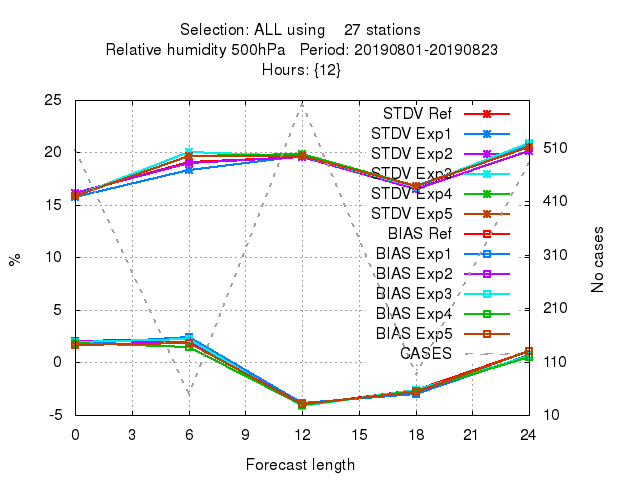 Selection: ALL using 27 stations
Relative humidity 500hPa Period: 20190801-20190823
Hours: {12}
25
20
15
10
5
0
-5
%
STDV Ref
STDV Exp1
STDV Exp2
STDV Exp3
STDV Exp4
STDV Exp5
BIAS Ref
BIAS Exp1
BIAS Exp2
BIAS Exp3
BIAS Exp4
BIAS Exp5
CASES
510
410
310
210
110
10
No cases
0 3 6 9 12 15 18 21 24
Forecast length